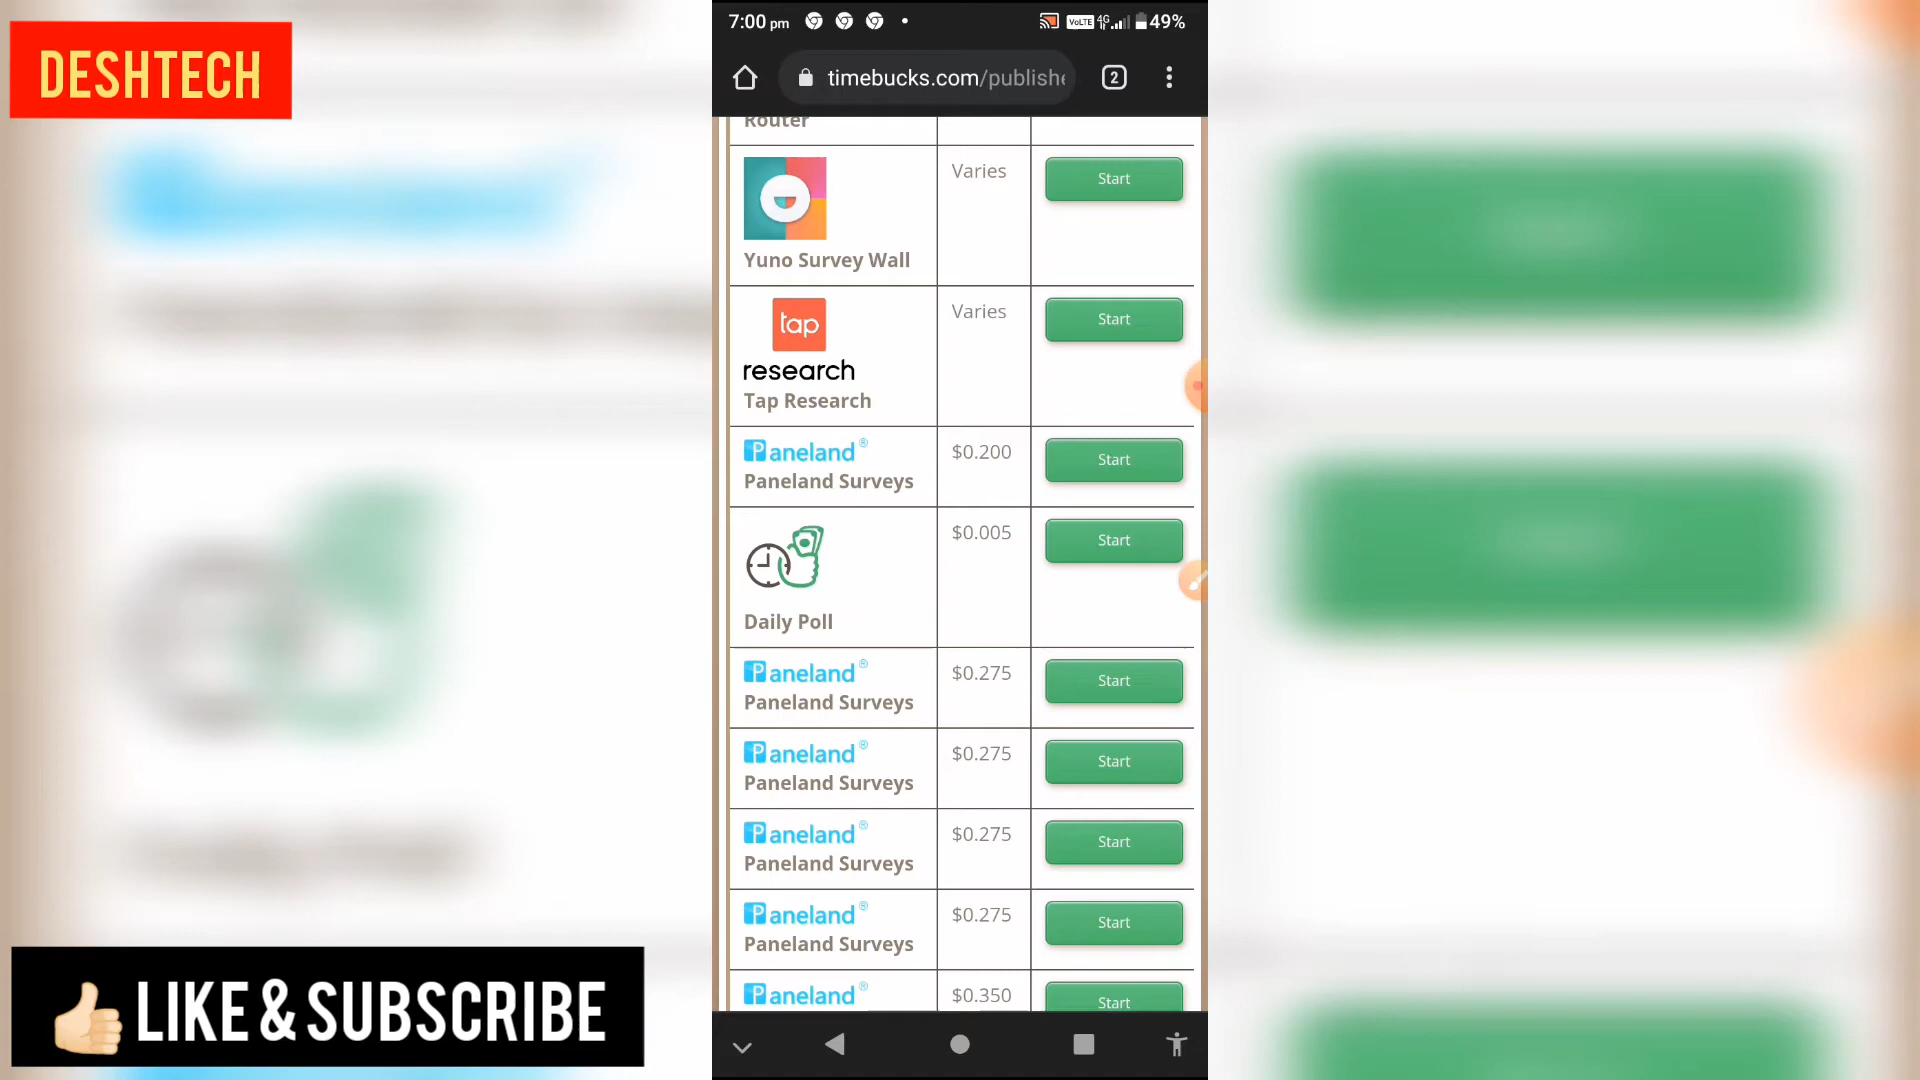 DESHTECH
7:00 pm
VoLTE 4G 49%
timebucks.com/publishe
2
Router
Yuno Survey Wall
Varies
Start
tap
research
Tap Research
Varies
Start
Paneland®
Paneland Surveys
$0.200
Start
Daily Poll
$0.005
Start
Paneland®
Paneland Surveys
$0.275
Start
Paneland®
Paneland Surveys
$0.275
Start
Paneland®
Paneland Surveys
$0.275
Start
Paneland®
Paneland Surveys
$0.275
Start
Paneland®
$0.350
Start
LIKE & SUBSCRIBE